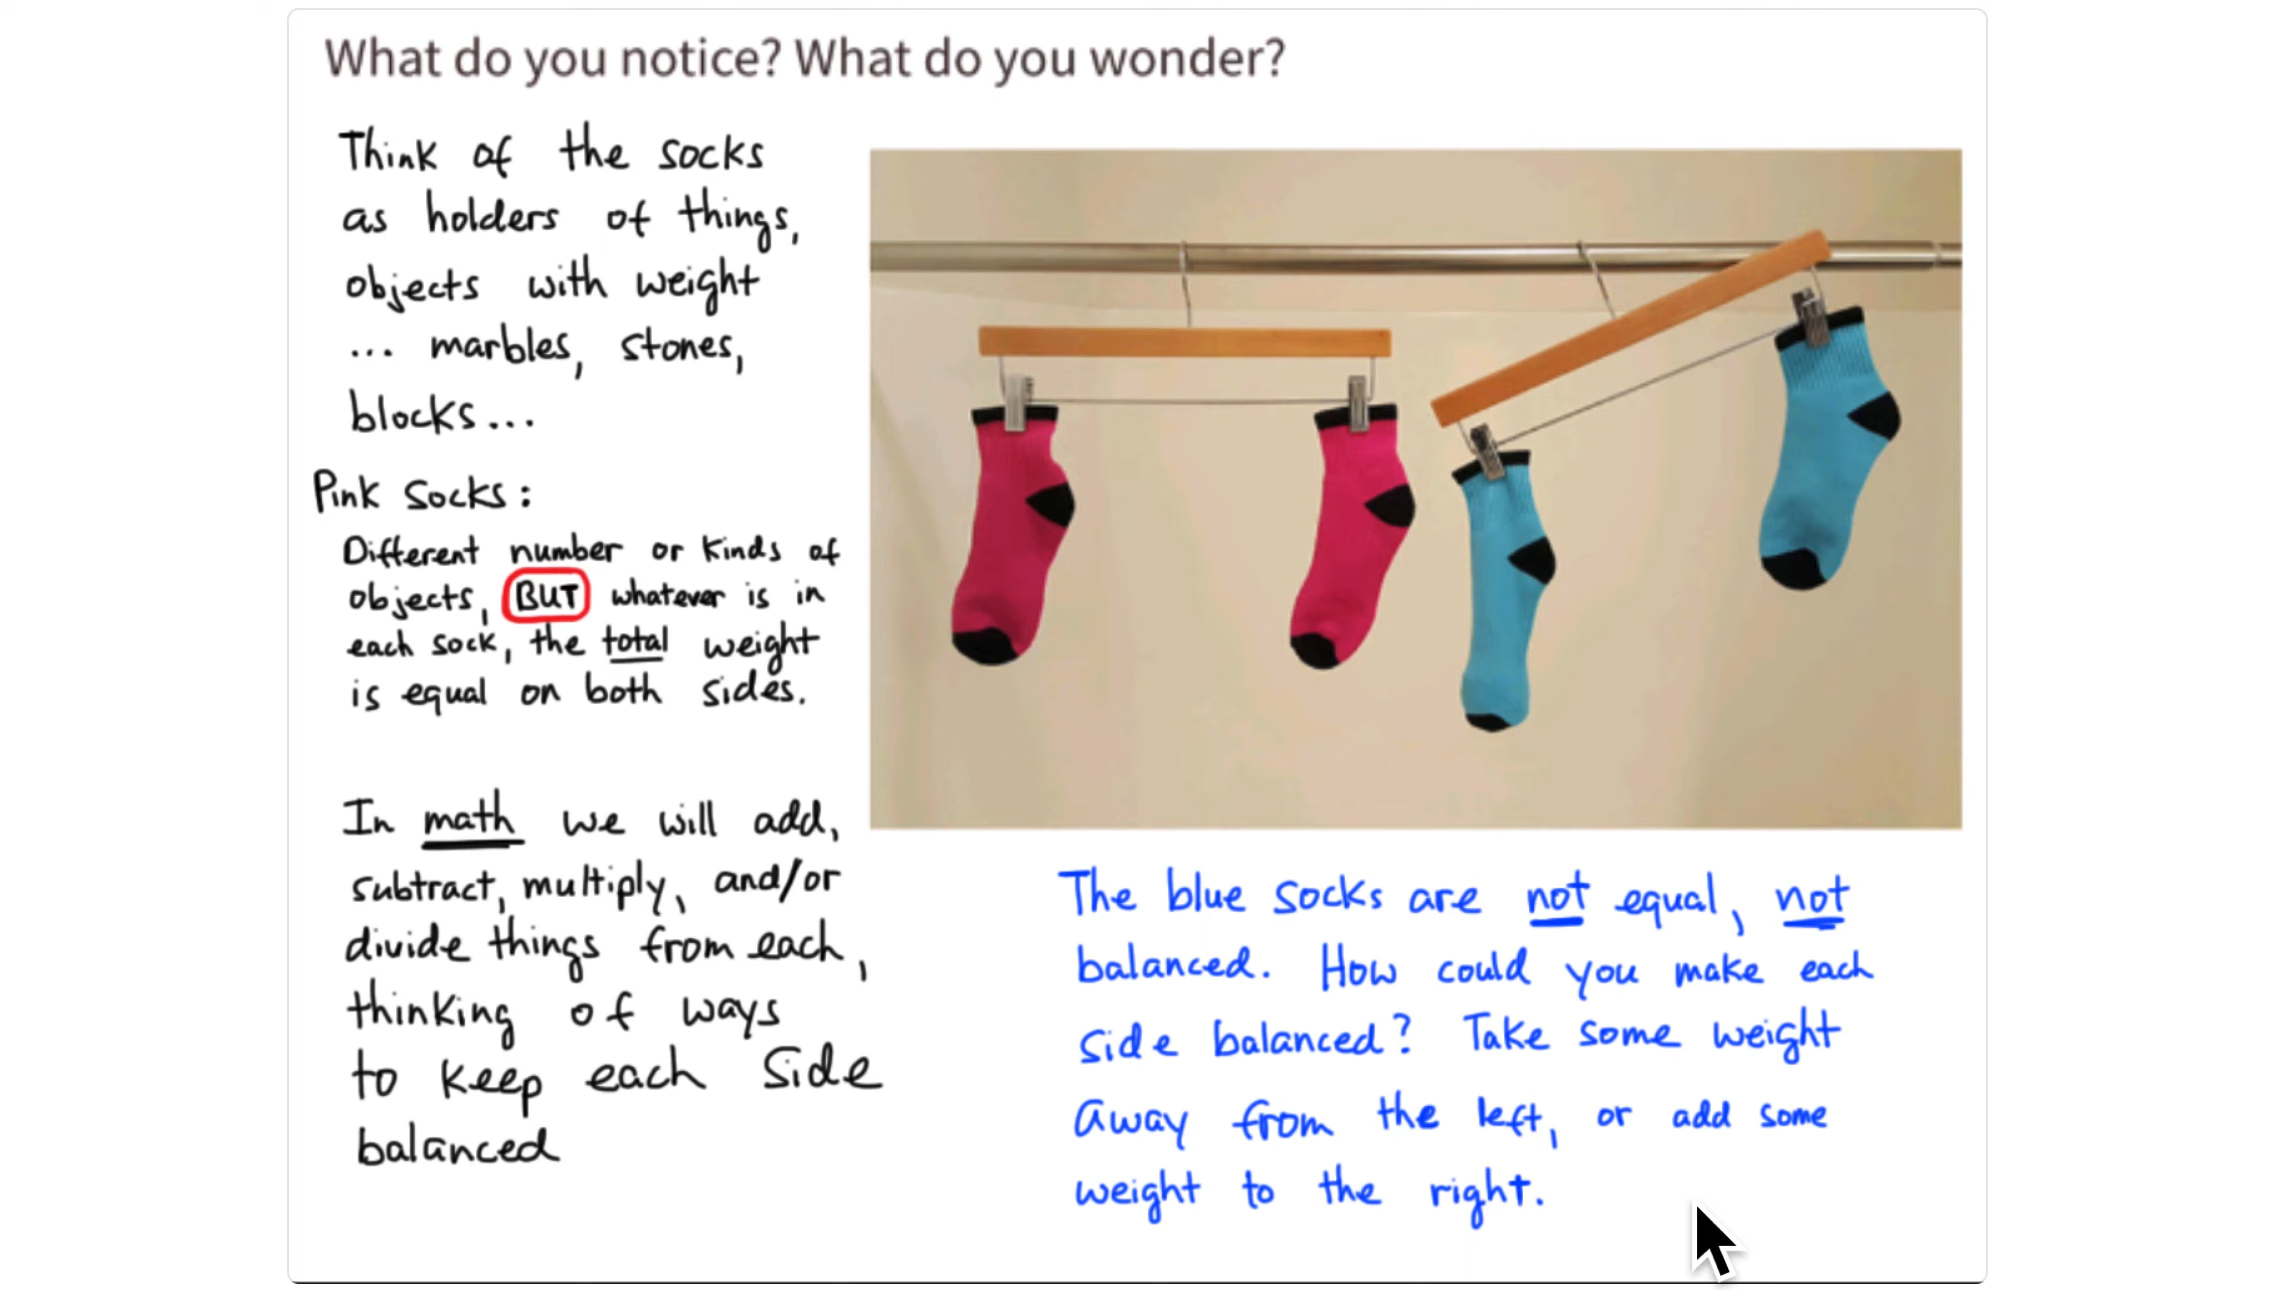 What do you notice? What do you wonder?
Think of the socks
as holders of things,
objects with weight
... marbles, stones,
blocks...
Pink Socks:
Different number or kinds of
objects, BUT whatever is in
each sock, the total weight
is equal on both sides.
In math we will add,
subtract, multiply, and/or
divide things from each,
thinking of ways
to keep each side
balanced
The blue socks are not equal, not
balanced. How could you make each
side balanced? Take some weight
away from the left, or add some
weight to the right.